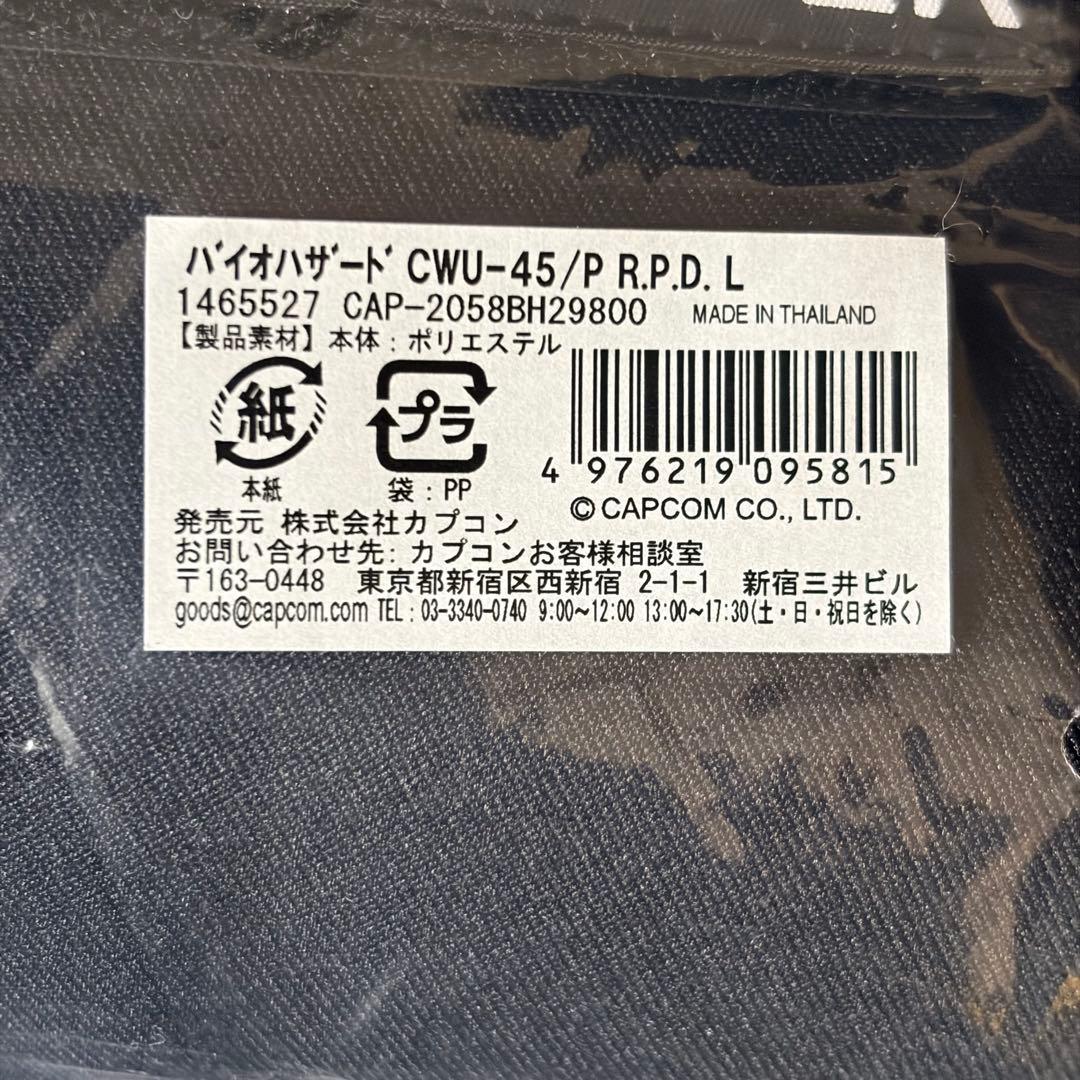 バイオハザード CWU-45/P R.P.D. L
1465527 CAP-2058BH29800 MADE IN THAILAND
【製品素材】本体：ポリエステル
紙 プラ
本紙 袋：PP
4 976219 095815
©CAPCOM CO., LTD.
発売元 株式会社カプコン
お問い合わせ先: カプコンお客様相談室
〒163-0448 東京都新宿区西新宿 2-1-1 新宿三井ビル
goods@capcom.com TEL：03-3340-0740 9:00～12:00 13:00～17:30(土・日・祝日を除く)